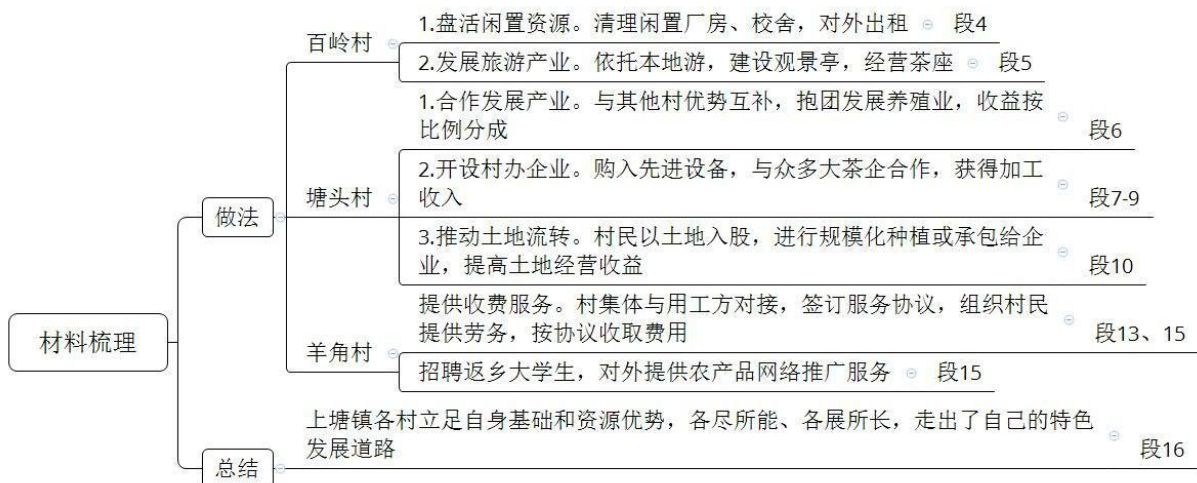 材料梳理
做法
百岭村
1.盘活闲置资源。清理闲置厂房、校舍，对外出租
段4
2.发展旅游产业。依托本地游，建设观景亭，经营茶座
段5
塘头村
1.合作发展产业。与其他村优势互补，抱团发展养殖业，收益按
比例分成
段6
2.开设村办企业。购入先进设备，与众多大茶企合作，获得加工
收入
段7-9
3.推动土地流转。村民以土地入股，进行规模化种植或承包给企
业，提高土地经营收益
段10
羊角村
提供收费服务。村集体与用工方对接，签订服务协议，组织村民
提供劳务，按协议收取费用
段13、15
招聘返乡大学生，对外提供农产品网络推广服务
段15
总结
上塘镇各村立足自身基础和资源优势，各尽所能、各展所长，走出了自己的特色
发展道路
段16